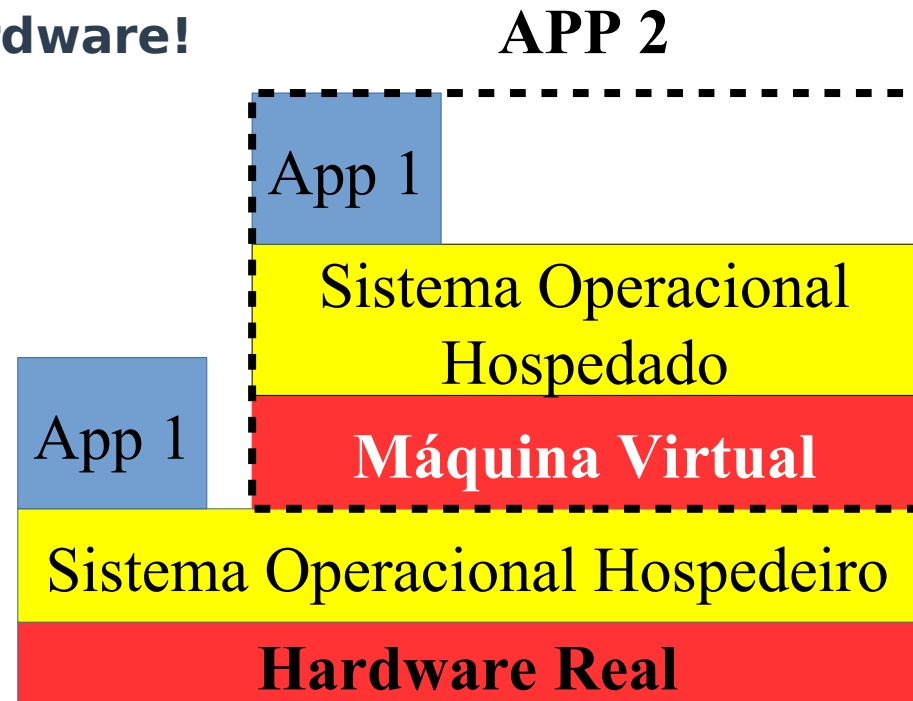 rdware!
APP 2
App 1
Sistema Operacional
Hospedado
App 1
Máquina Virtual
Sistema Operacional Hospedeiro
Hardware Real